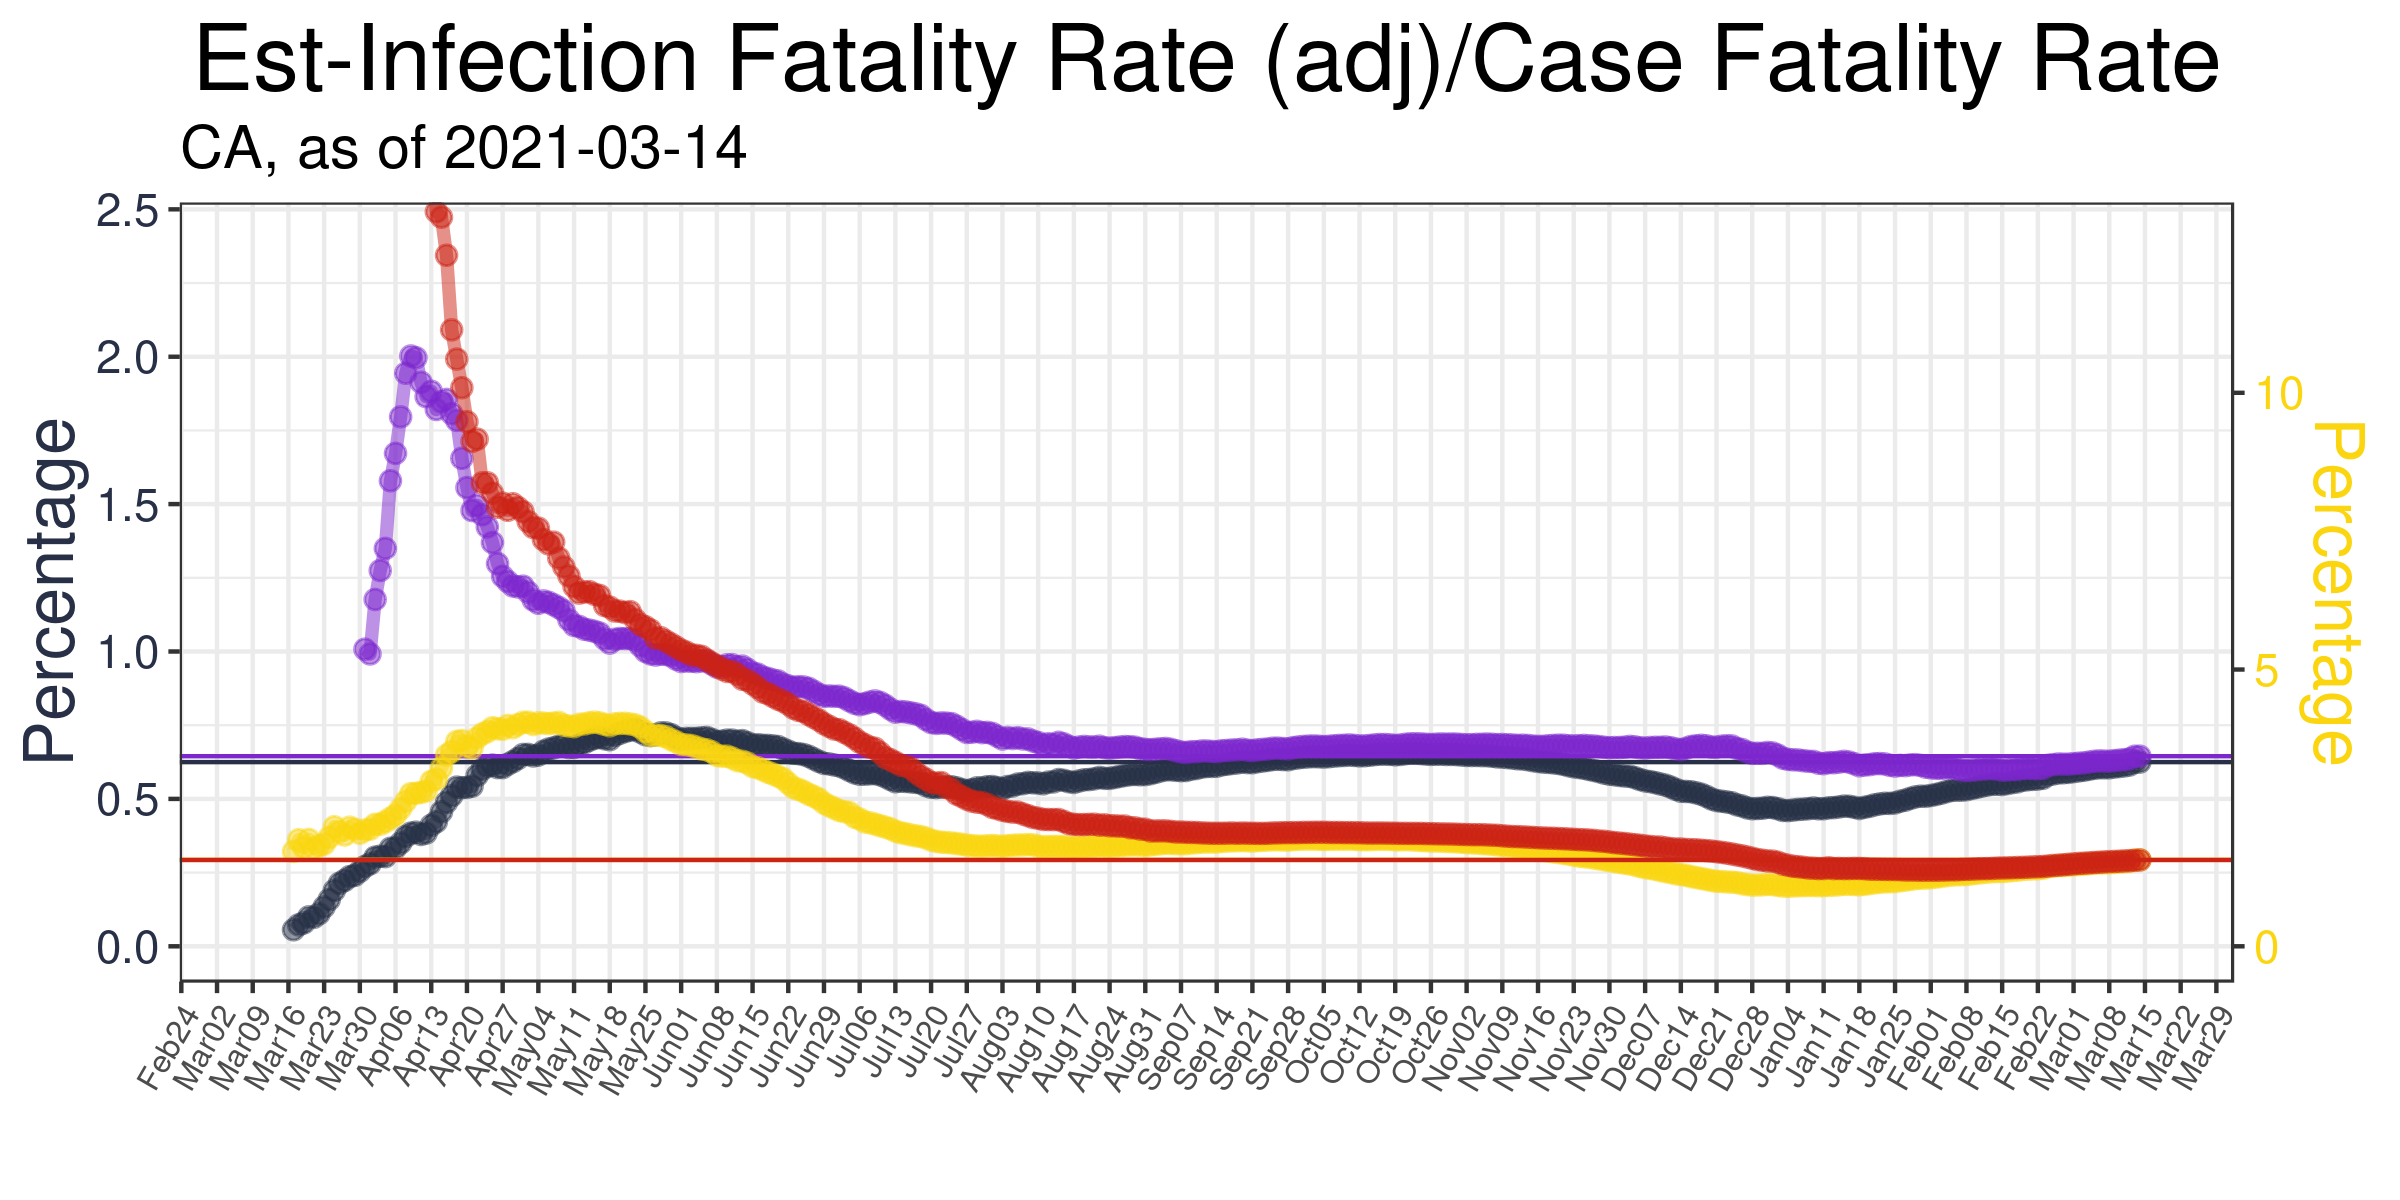 Est-Infection Fatality Rate (adj)/Case Fatality Rate
CA, as of 2021-03-14
Percentage
2.5
2.0
1.5
1.0
0.5
0.0
10
5
0
Percentage
Feb24
Mar02
Mar09
Mar16
Mar23
Mar30
Apr06
Apr13
Apr20
Apr27
May04
May11
May18
May25
Jun01
Jun08
Jun15
Jun22
Jun29
Jul06
Jul13
Jul20
Jul27
Aug03
Aug10
Aug17
Aug24
Aug31
Sep07
Sep14
Sep21
Sep28
Oct05
Oct12
Oct19
Oct26
Nov02
Nov09
Nov16
Nov23
Nov30
Dec07
Dec14
Dec21
Dec28
Jan04
Jan11
Jan18
Jan25
Feb01
Feb08
Feb15
Feb22
Mar01
Mar08
Mar15
Mar22
Mar29